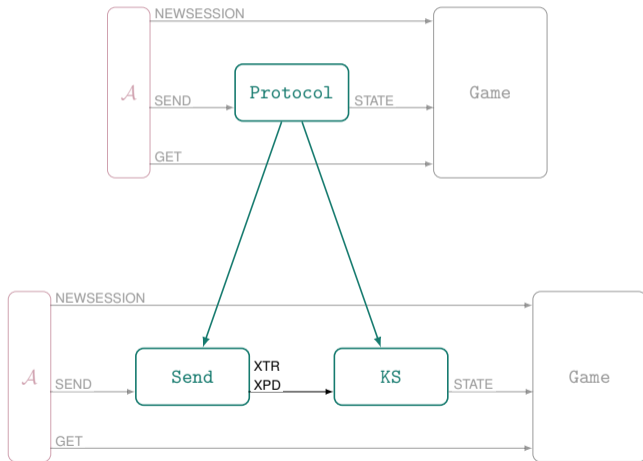 NEWSESSION
𝒜
SEND
Protocol
STATE
Game
GET
NEWSESSION
𝒜
SEND
Send
XTR
XPD
KS
STATE
Game
GET